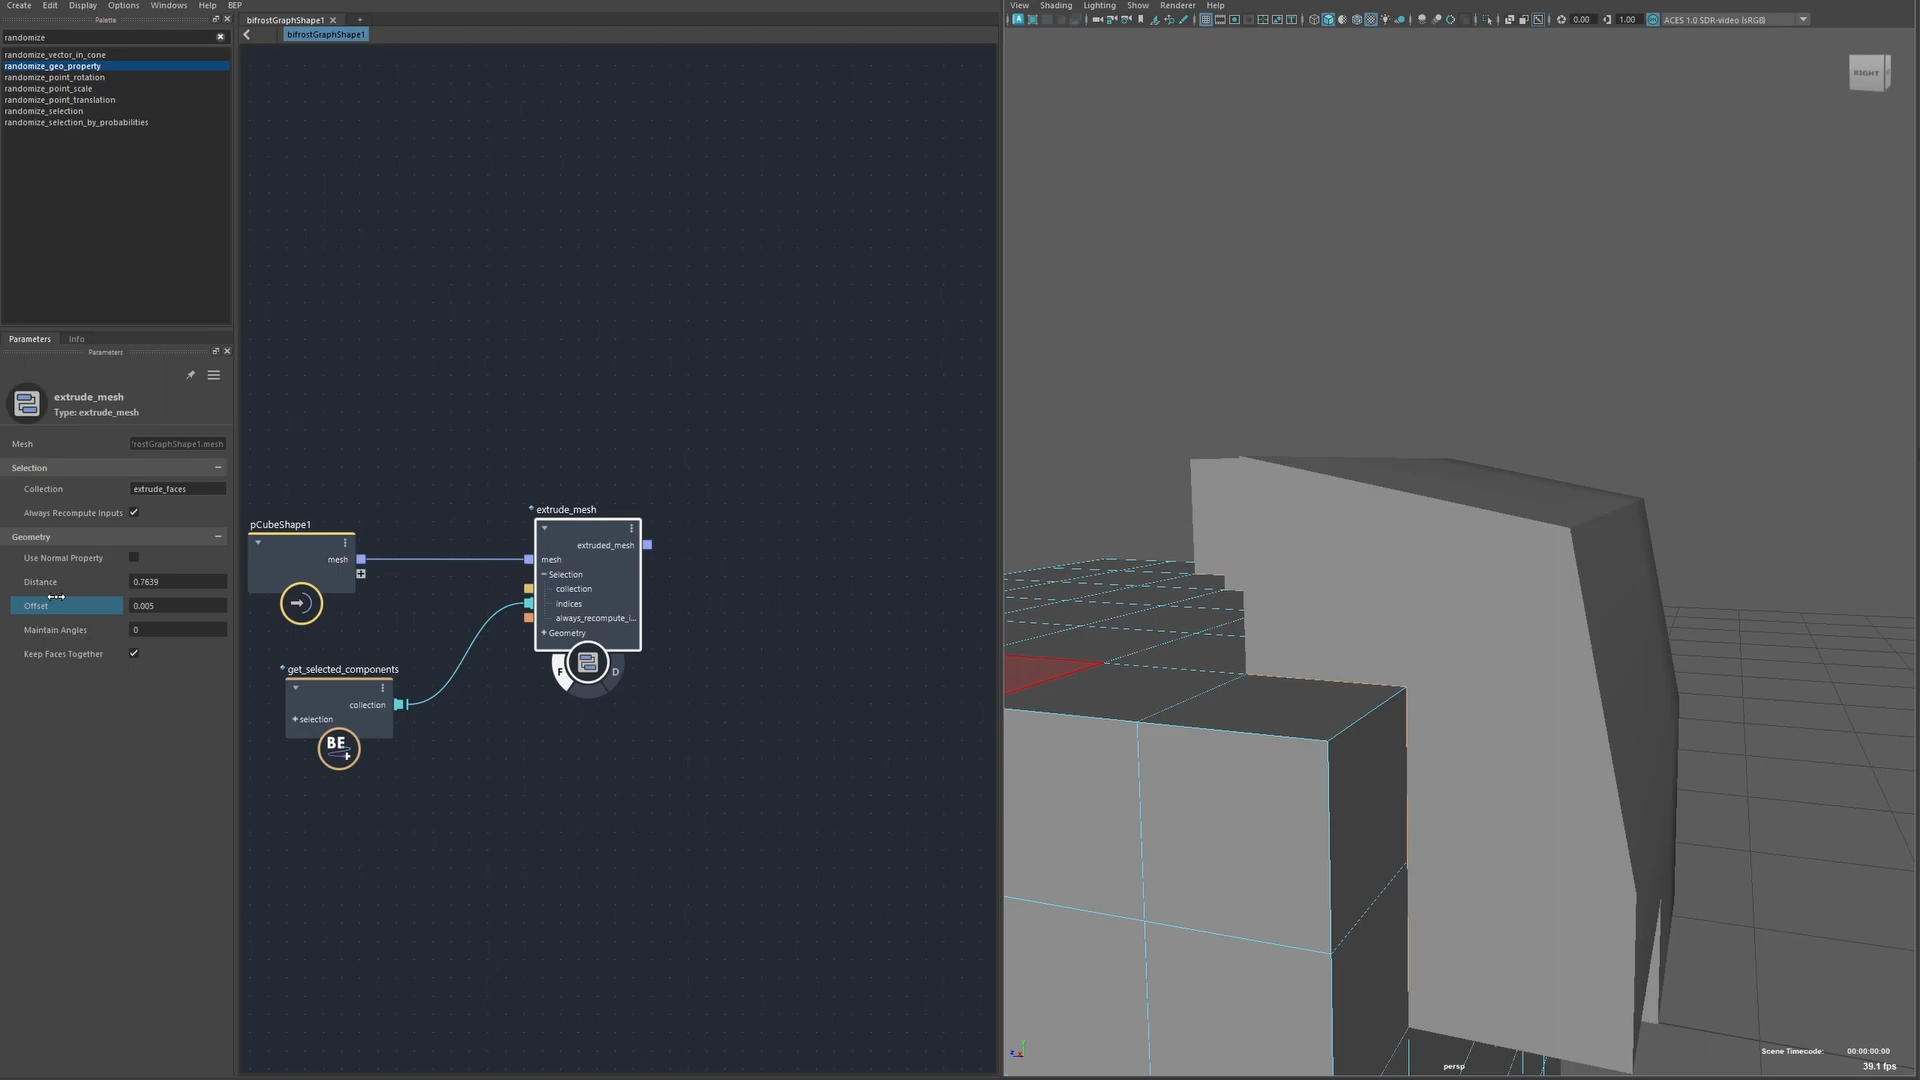 Create Edit Display Options Windows Help BEP
Palette
randomize
randomize_vector_in_cone
randomize_geo_property
randomize_point_rotation
randomize_point_scale
randomize_point_translation
randomize_selection
randomize_selection_by_probabilities
Parameters Info
Parameters
extrude_mesh
Type: extrude_mesh
Mesh
rostGraphShape1.mesh
Selection
Collection extrude_faces
Always Recompute Inputs
Geometry
Use Normal Property
Distance 0.7639
Offset 0.005
Maintain Angles 0
Keep Faces Together
bifrostGraphShape1
bifrostGraphShape1
pCubeShape1
mesh
get_selected_components
collection
selection
BE
extrude_mesh
extruded_mesh
mesh
Selection
collection
indices
always_recompute_i...
Geometry
F D
View Shading Lighting Show Renderer Help
0.00 1.00 ACES 1.0 SDR-video (sRGB)
RIGHT
persp
Scene Timecode: 00:00:00:00
39.1 fps